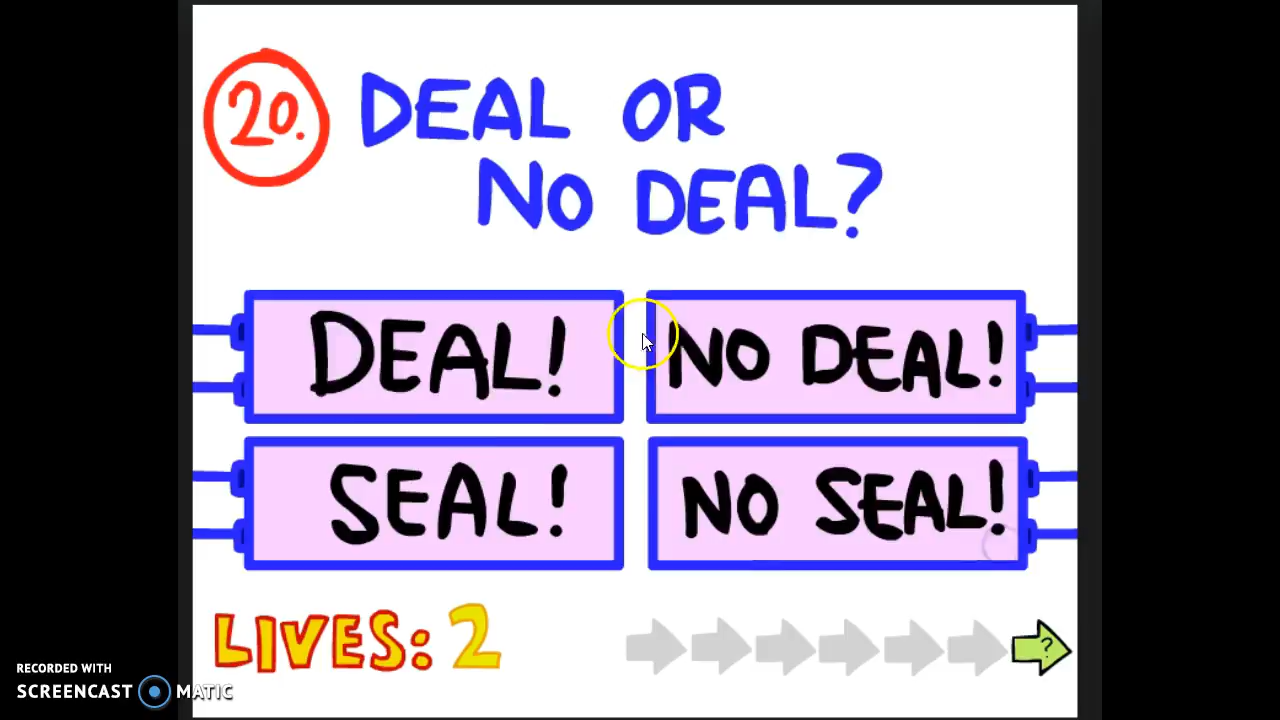 20. DEAL OR
NO DEAL?
DEAL! NO DEAL!
SEAL! NO SEAL!
LIVES: 2
?
RECORDED WITH
SCREENCAST MATIC